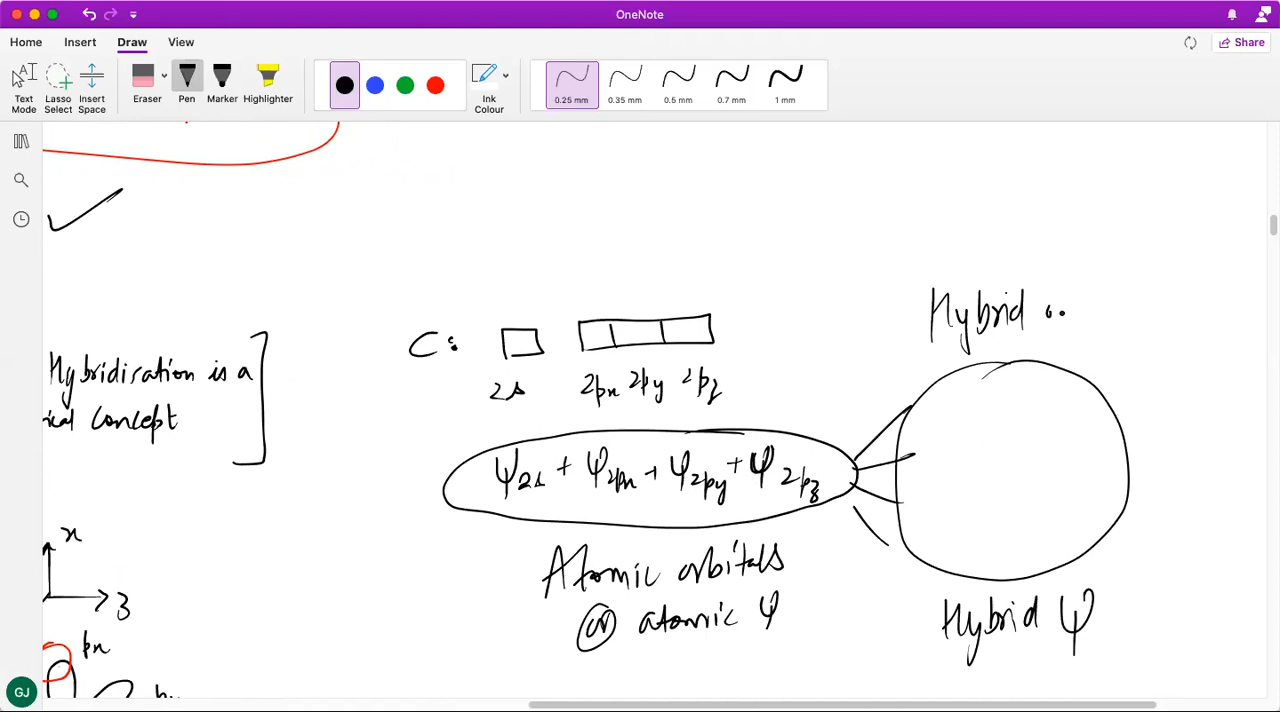 OneNote
Home Insert Draw View
Share
Text Mode
Lasso Select
Insert Space
Eraser
Pen
Marker
Highlighter
Ink Colour
0.25 mm 0.35 mm 0.5 mm 0.7 mm 1 mm
Hybrid ..
C:
2s 2px 2py 2pz
Hybridisation is a
ical concept
ψ2s + ψ2px + ψ2py + ψ2pz
Atomic orbitals
or atomic ψ
Hybrid ψ
x
z
px
GJ